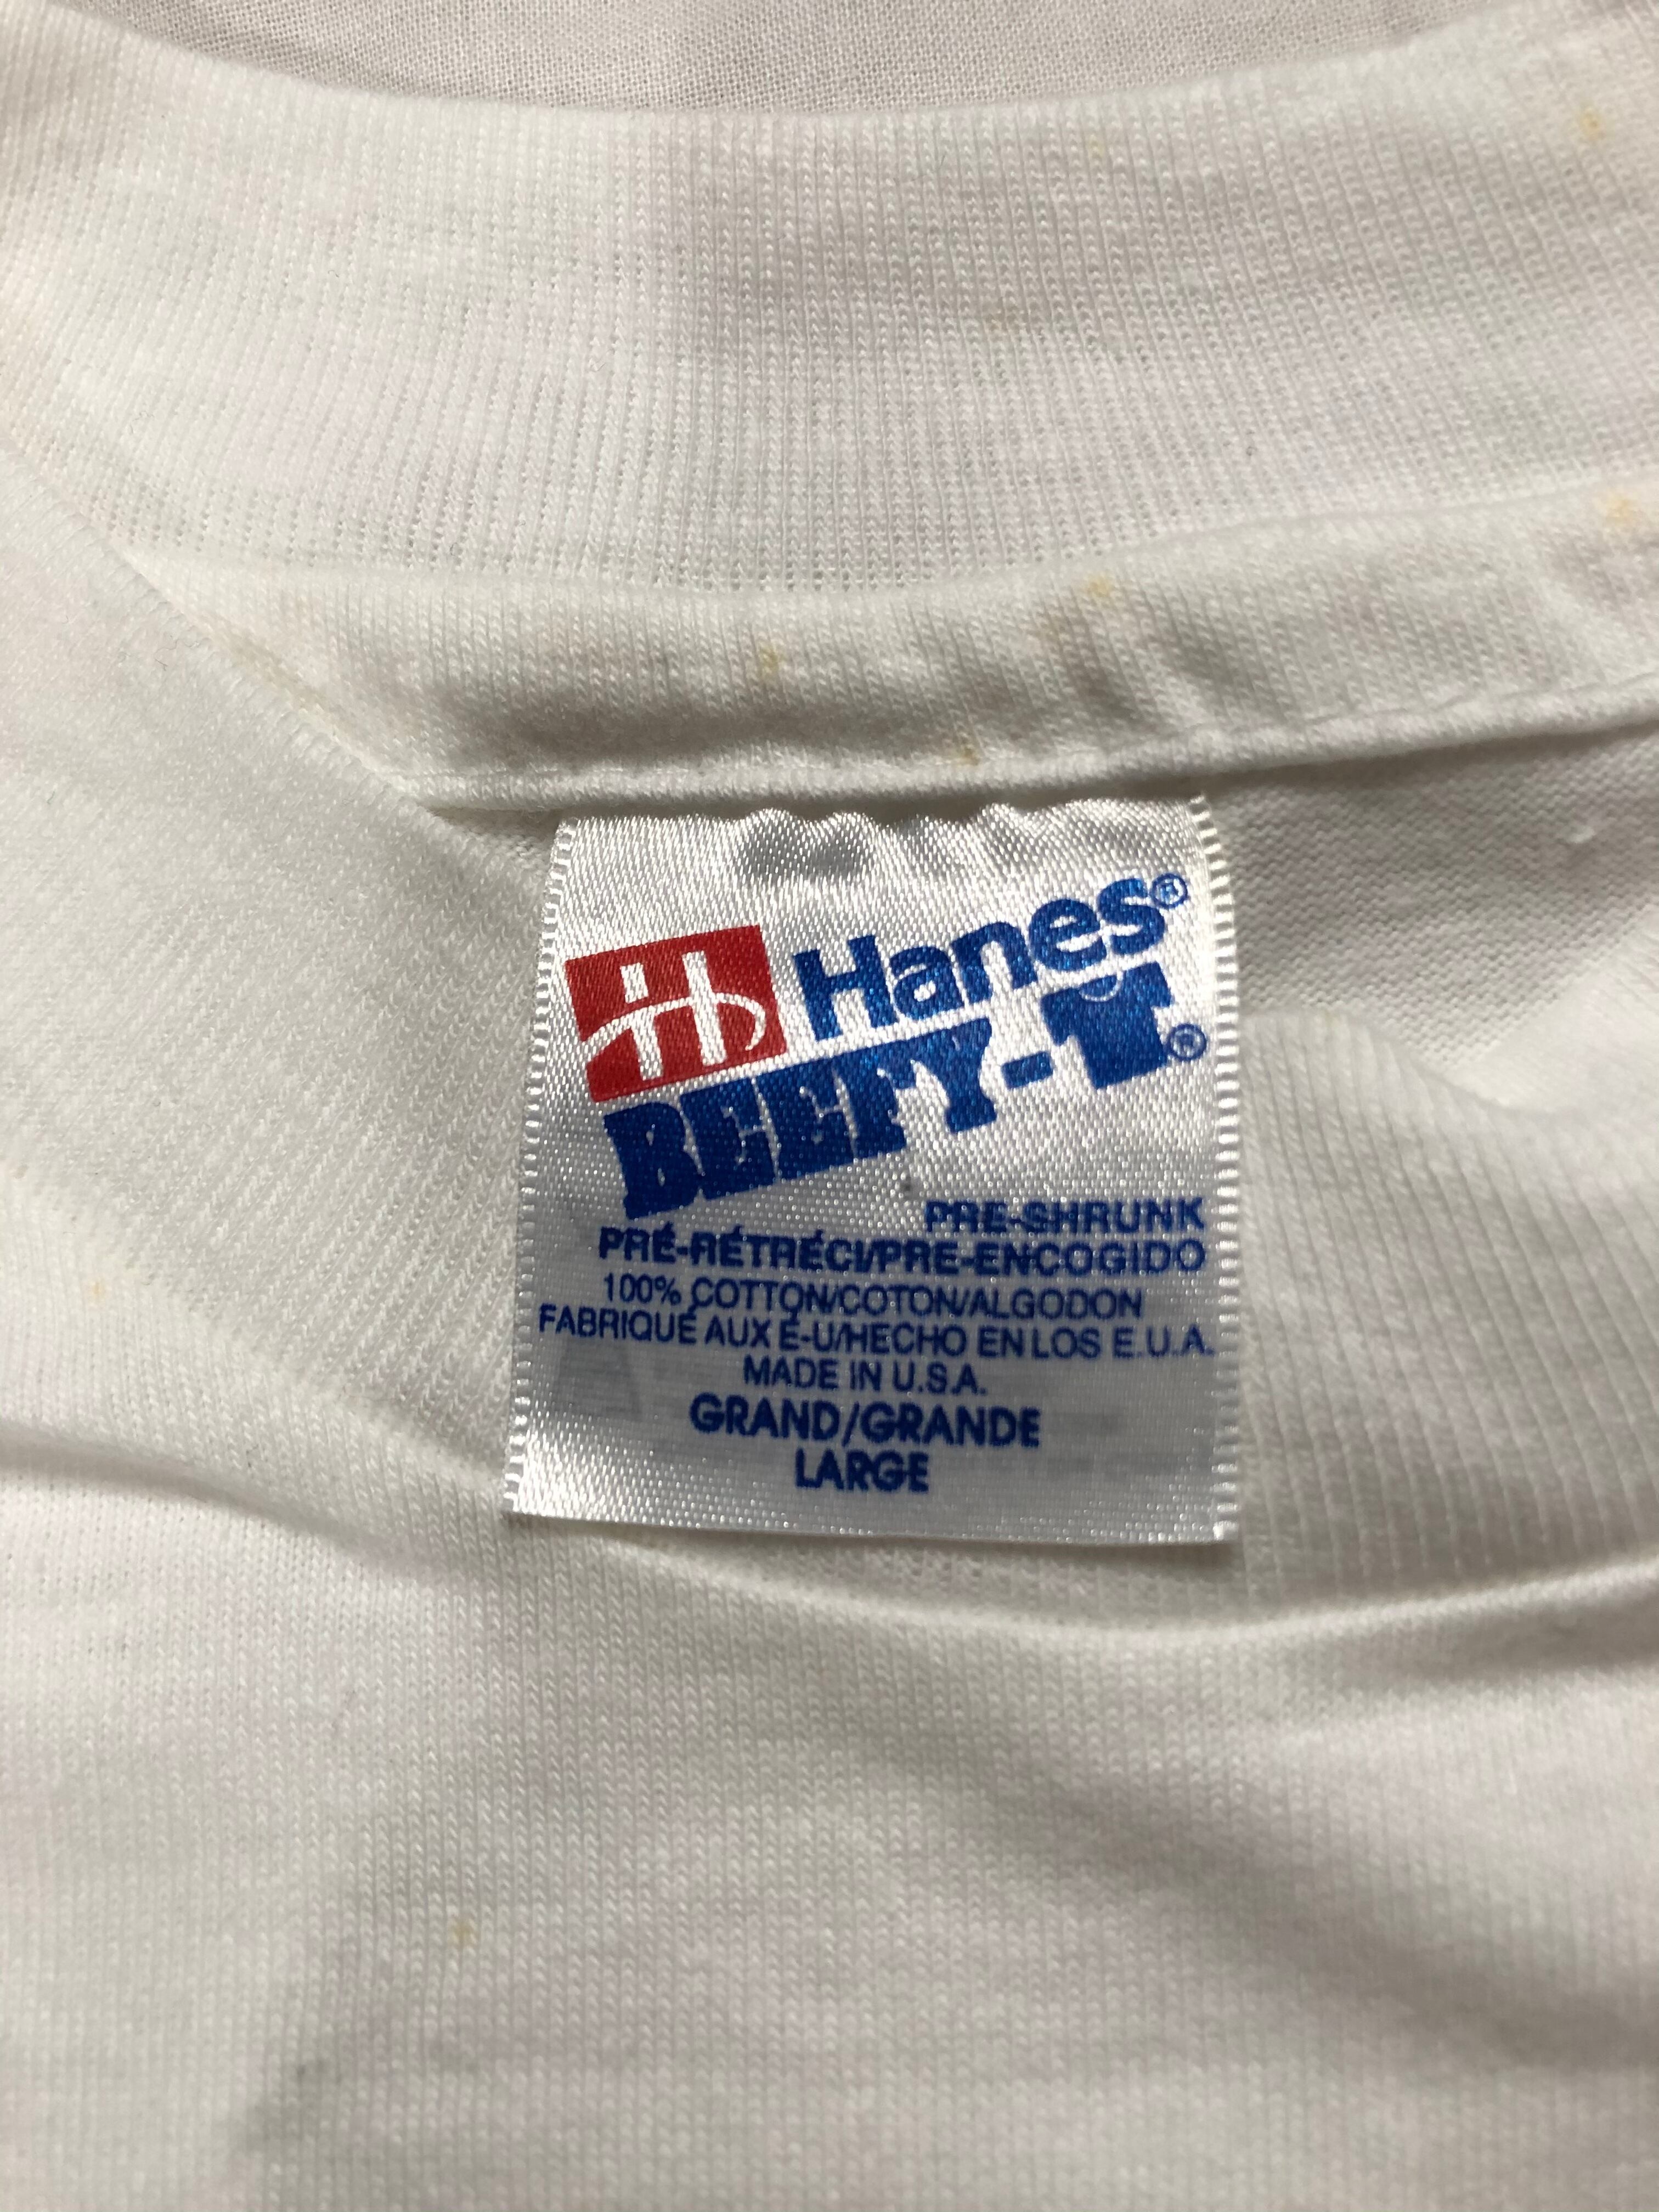 Hanes®
BEEFY-T®
PRE-SHRUNK
PRÉ-RÉTRÉCI/PRE-ENCOGIDO
100% COTTON/COTON/ALGODON
FABRIQUÉ AUX É-U/HECHO EN LOS E.U.A.
MADE IN U.S.A.
GRAND/GRANDE
LARGE